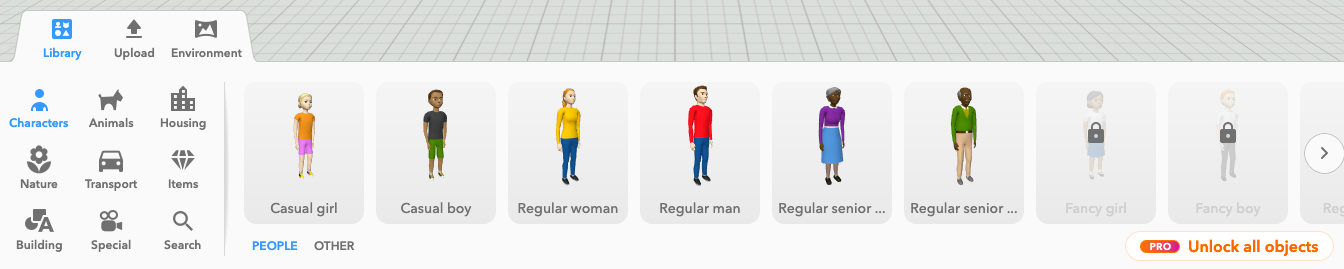 Library Upload Environment
Characters Animals Housing
Nature Transport Items
Building Special Search
Casual girl Casual boy Regular woman Regular man Regular senior ... Regular senior ... Fancy girl Fancy boy Reg
PEOPLE OTHER
PRO Unlock all objects